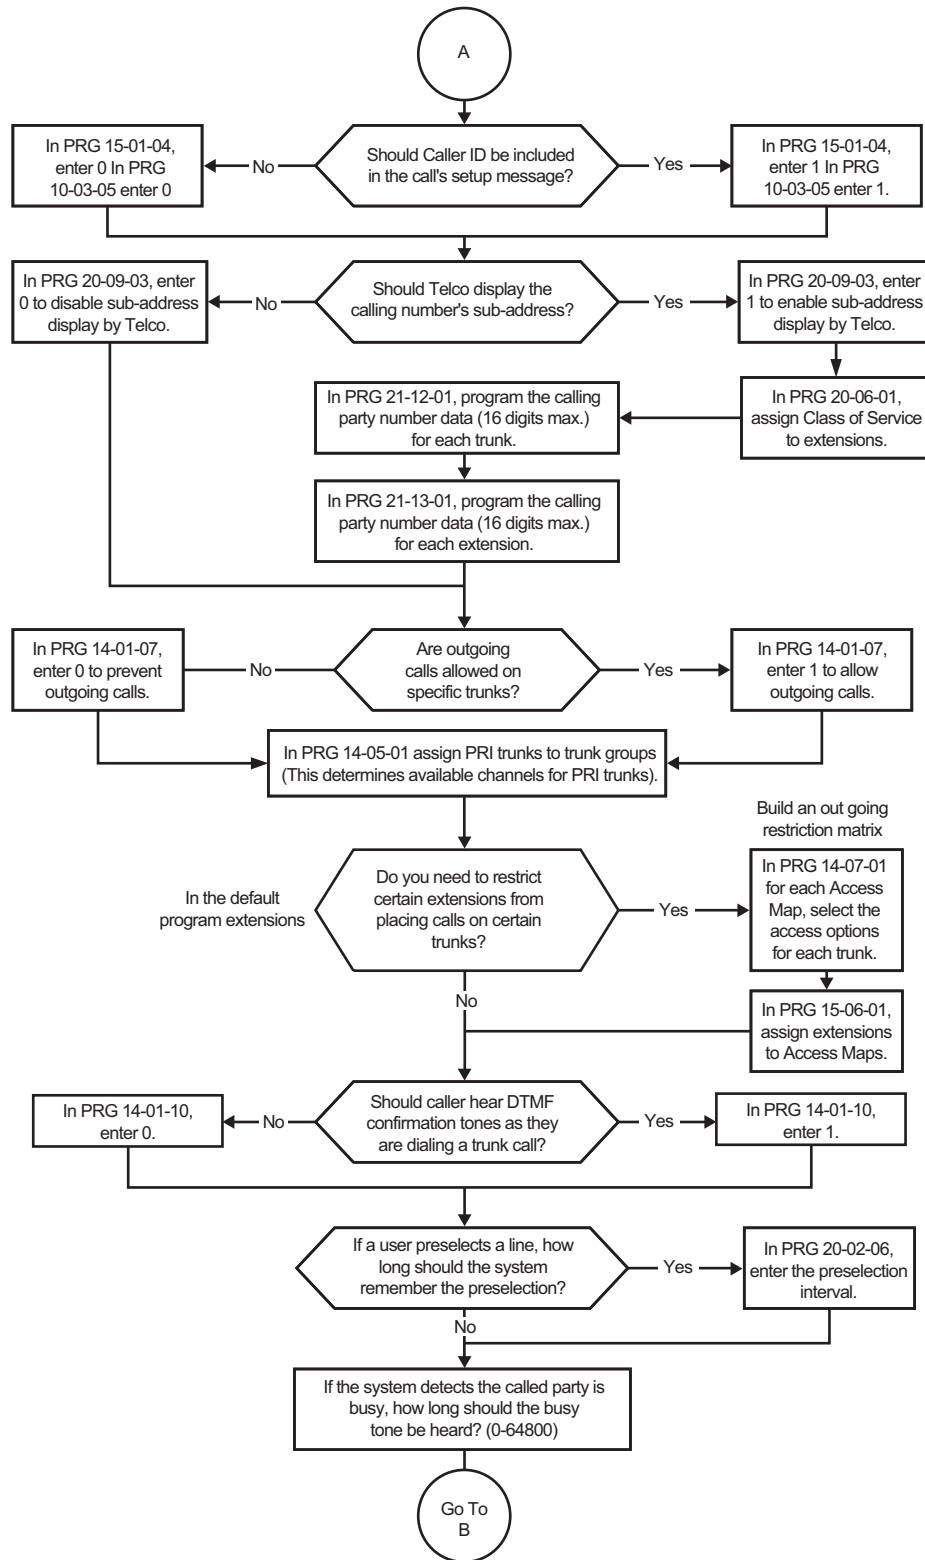 A
In PRG 15-01-04,
enter 0 In PRG
10-03-05 enter 0
No
Should Caller ID be included
in the call's setup message?
Yes
In PRG 15-01-04,
enter 1 In PRG
10-03-05 enter 1.
In PRG 20-09-03, enter
0 to disable sub-address
display by Telco.
No
Should Telco display the
calling number's sub-address?
Yes
In PRG 20-09-03, enter
1 to enable sub-address
display by Telco.
In PRG 20-06-01,
assign Class of Service
to extensions.
In PRG 21-12-01, program the calling
party number data (16 digits max.)
for each trunk.
In PRG 21-13-01, program the calling
party number data (16 digits max.)
for each extension.
In PRG 14-01-07,
enter 0 to prevent
outgoing calls.
No
Are outgoing
calls allowed on
specific trunks?
Yes
In PRG 14-01-07,
enter 1 to allow
outgoing calls.
In PRG 14-05-01 assign PRI trunks to trunk groups
(This determines available channels for PRI trunks).
In the default
program extensions
Do you need to restrict
certain extensions from
placing calls on certain
trunks?
Yes
Build an out going
restriction matrix
In PRG 14-07-01
for each Access
Map, select the
access options
for each trunk.
No
In PRG 15-06-01,
assign extensions
to Access Maps.
In PRG 14-01-10,
enter 0.
No
Should caller hear DTMF
confirmation tones as they
are dialing a trunk call?
Yes
In PRG 14-01-10,
enter 1.
If a user preselects a line, how
long should the system
remember the preselection?
Yes
In PRG 20-02-06,
enter the preselection
interval.
No
If the system detects the called party is
busy, how long should the busy
tone be heard? (0-64800)
Go To
B